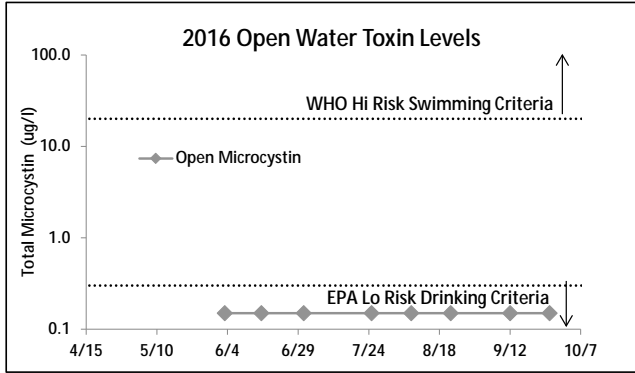 2016 Open Water Toxin Levels
100.0
10.0
1.0
0.1
Total Microcystin (ug/l)
WHO Hi Risk Swimming Criteria
Open Microcystin
EPA Lo Risk Drinking Criteria
4/15 5/10 6/4 6/29 7/24 8/18 9/12 10/7